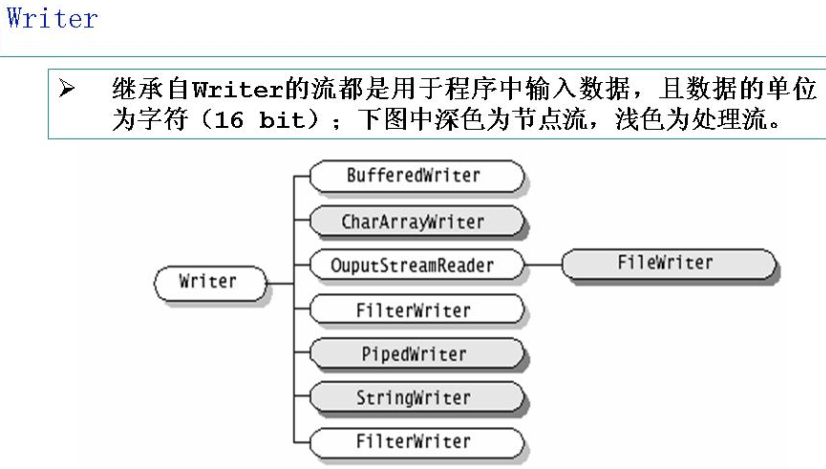 Writer
➢ 继承自Writer的流都是用于程序中输入数据，且数据的单位
为字符（16 bit）；下图中深色为节点流，浅色为处理流。
BufferedWriter
CharArrayWriter
OuputStreamReader
FileWriter
Writer
FilterWriter
PipedWriter
StringWriter
FilterWriter